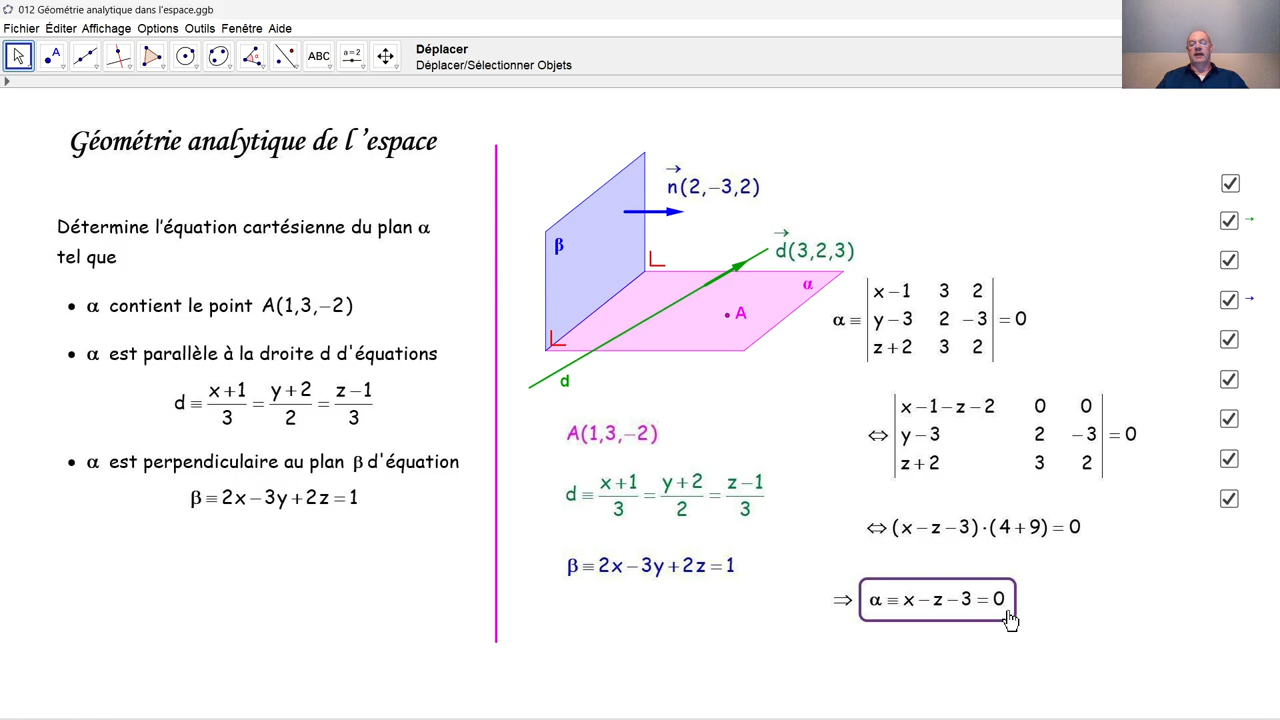 012 Géométrie analytique dans l'espace.ggb
Fichier Éditer Affichage Options Outils Fenêtre Aide
A
ABC
a=2
Déplacer
Déplacer/Sélectionner Objets
Géométrie analytique de l'espace
Détermine l'équation cartésienne du plan α
tel que
• α contient le point A(1,3,−2)
• α est parallèle à la droite d d'équations
d ≡ (x+1)/3 = (y+2)/2 = (z−1)/3
• α est perpendiculaire au plan β d'équation
β ≡ 2x−3y+2z=1
n⃗(2,−3,2)
β
d⃗(3,2,3)
α
A
d
A(1,3,−2)
d ≡ (x+1)/3 = (y+2)/2 = (z−1)/3
β ≡ 2x−3y+2z=1
α ≡ | x−1 3 2 |
| y−3 2 −3 | = 0
| z+2 3 2 |
⇔ | x−1−z−2 0 0 |
| y−3 2 −3 | = 0
| z+2 3 2 |
⇔ (x−z−3)·(4+9)=0
⇒ α ≡ x−z−3=0